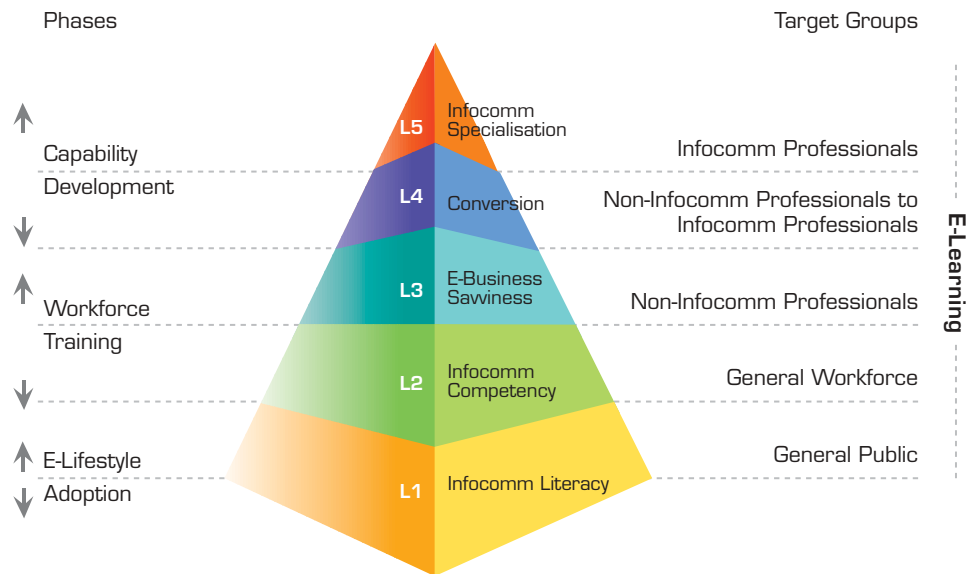 Phases
Target Groups
L5
Infocomm
Specialisation
Capability
Development
Infocomm Professionals
L4
Conversion
Non-Infocomm Professionals to
Infocomm Professionals
L3
E-Business
Savviness
Workforce
Training
Non-Infocomm Professionals
L2
Infocomm
Competency
General Workforce
E-Lifestyle
Adoption
L1
Infocomm Literacy
General Public
E-Learning